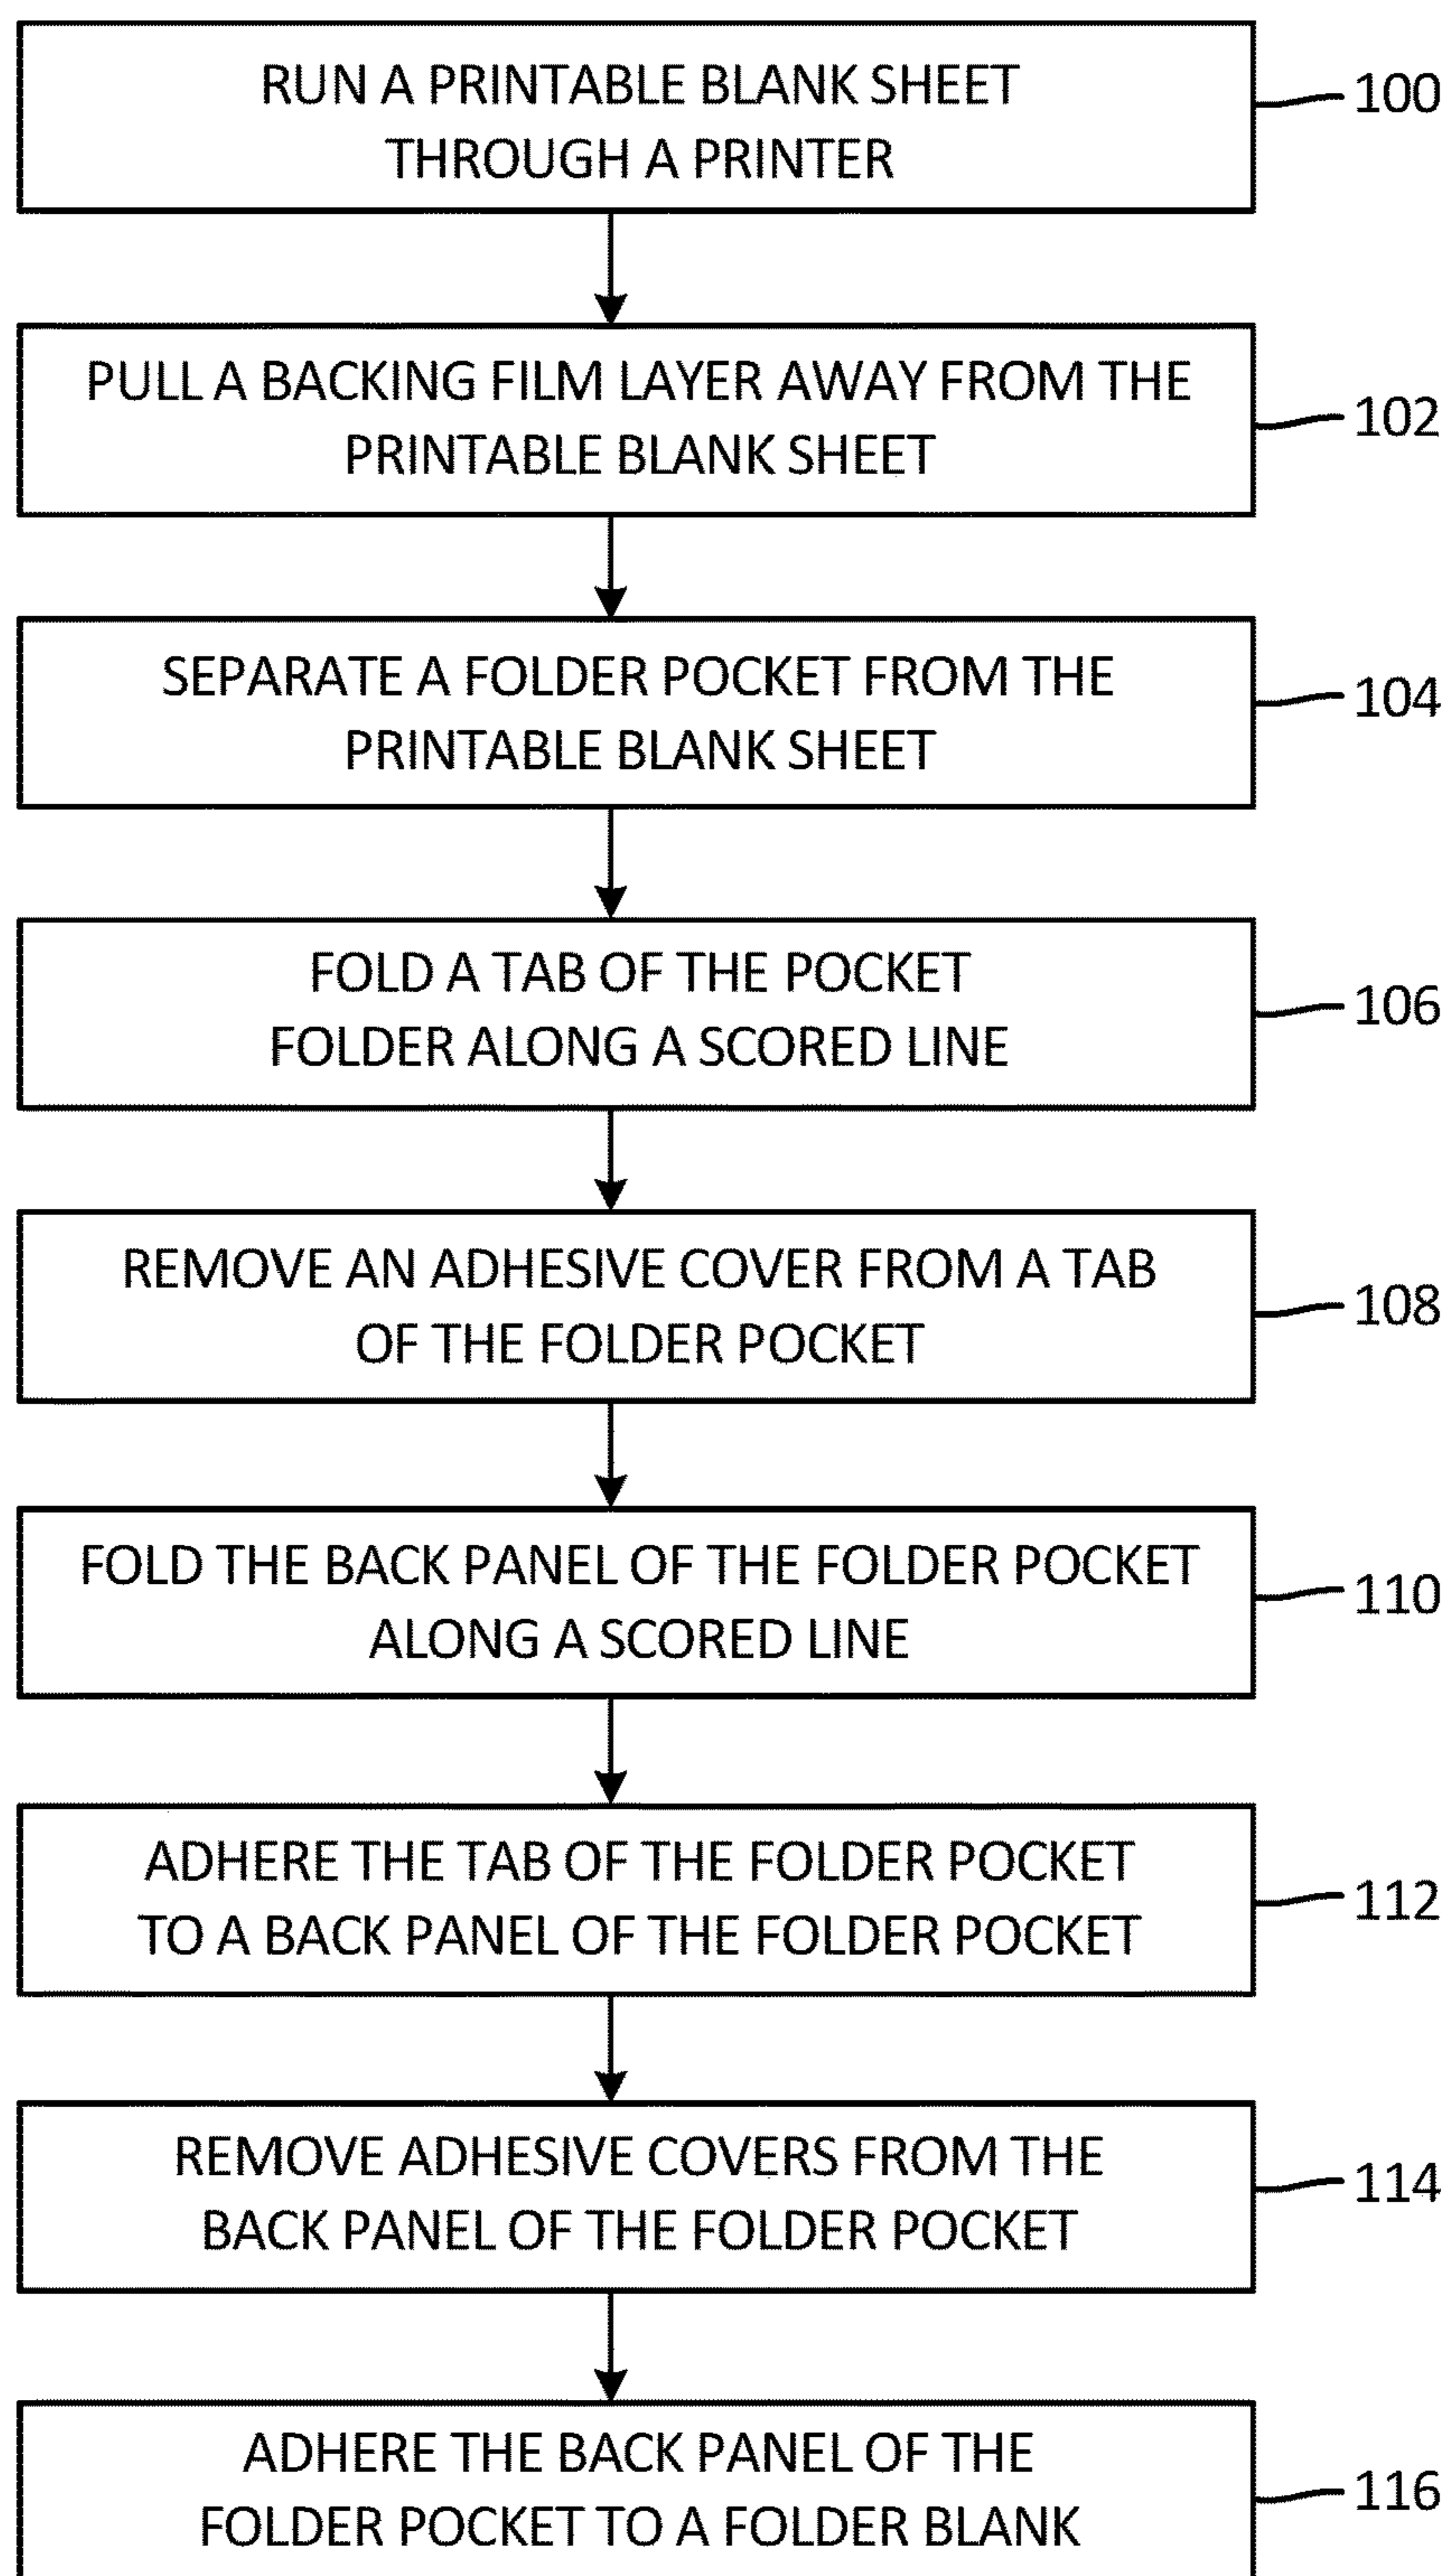 RUN A PRINTABLE BLANK SHEET
THROUGH A PRINTER
100
PULL A BACKING FILM LAYER AWAY FROM THE
PRINTABLE BLANK SHEET
102
SEPARATE A FOLDER POCKET FROM THE
PRINTABLE BLANK SHEET
104
FOLD A TAB OF THE POCKET
FOLDER ALONG A SCORED LINE
106
REMOVE AN ADHESIVE COVER FROM A TAB
OF THE FOLDER POCKET
108
FOLD THE BACK PANEL OF THE FOLDER POCKET
ALONG A SCORED LINE
110
ADHERE THE TAB OF THE FOLDER POCKET
TO A BACK PANEL OF THE FOLDER POCKET
112
REMOVE ADHESIVE COVERS FROM THE
BACK PANEL OF THE FOLDER POCKET
114
ADHERE THE BACK PANEL OF THE
FOLDER POCKET TO A FOLDER BLANK
116